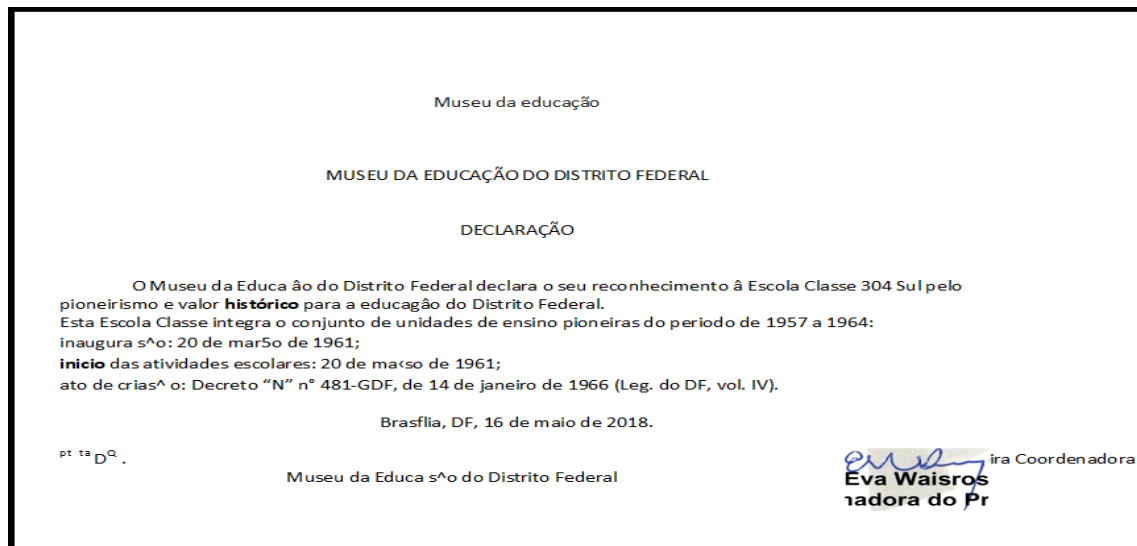 Museu da educação
MUSEU DA EDUCAÇÃO DO DISTRITO FEDERAL
DECLARAÇÃO
O Museu da Educa âo do Distrito Federal declara o seu reconhecimento â Escola Classe 304 Sul pelo
pioneirismo e valor histórico para a educagâo do Distrito Federal.
Esta Escola Classe integra o conjunto de unidades de ensino pioneiras do periodo de 1957 a 1964:
inaugura s^o: 20 de mar5o de 1961;
inicio das atividades escolares: 20 de ma‹so de 1961;
ato de crias^ o: Decreto “N” n° 481-GDF, de 14 de janeiro de 1966 (Leg. do DF, vol. IV).
Brasflia, DF, 16 de maio de 2018.
pt ta DQ .
ira Coordenadora
Museu da Educa s^o do Distrito Federal
Eva Waisros
nadora do Pr